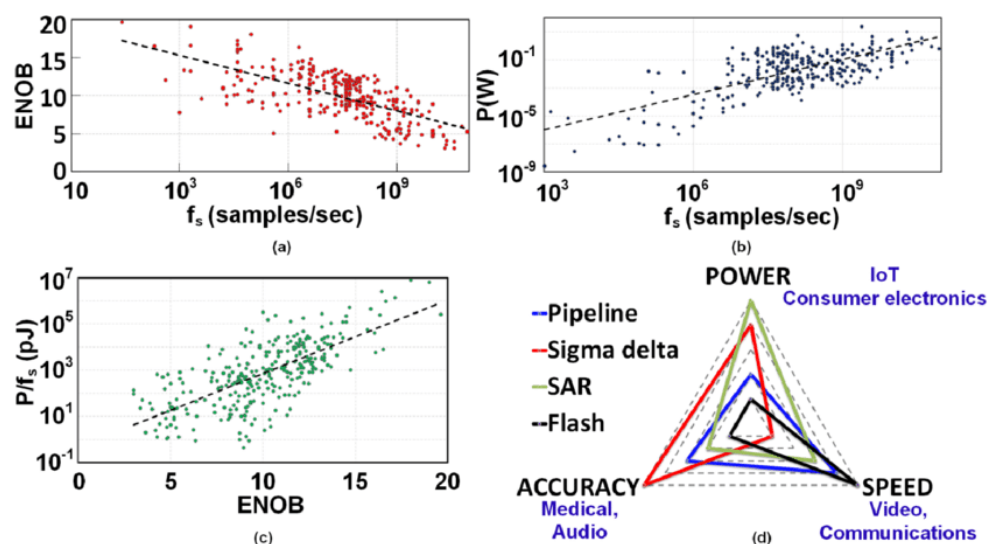 20
15
10
5
0
ENOB
10
10³
10⁶
10⁹
fₛ (samples/sec)
(a)
10⁻¹
10⁻⁵
10⁻⁹
P(W)
10³
10⁶
10⁹
fₛ (samples/sec)
(b)
10⁷
10⁵
10³
10¹
10⁻¹
P/fₛ (pJ)
0
5
10
15
20
ENOB
(c)
POWER
IoT
Consumer electronics
Pipeline
Sigma delta
SAR
Flash
ACCURACY
Medical,
Audio
SPEED
Video,
Communications
(d)